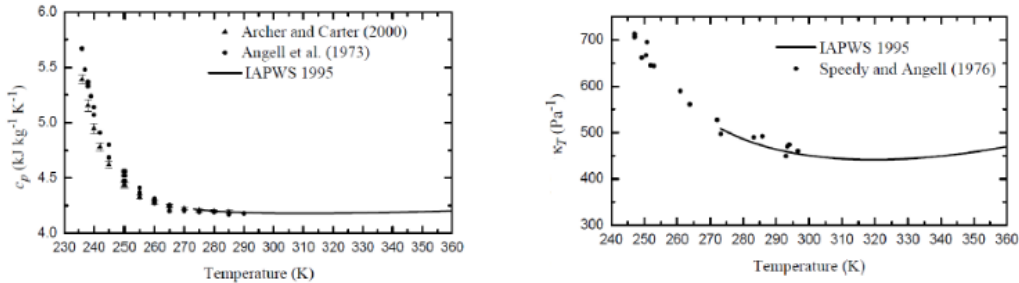 6.0
5.5
5.0
4.5
4.0
c_p (kJ kg⁻¹ K⁻¹)
Archer and Carter (2000)
Angell et al. (1973)
IAPWS 1995
230 240 250 260 270 280 290 300 310 320 330 340 350 360
Temperature (K)
700
600
500
400
300
κ_T (Pa⁻¹)
IAPWS 1995
Speedy and Angell (1976)
240 250 260 270 280 290 300 310 320 330 340 350 360
Temperature (K)